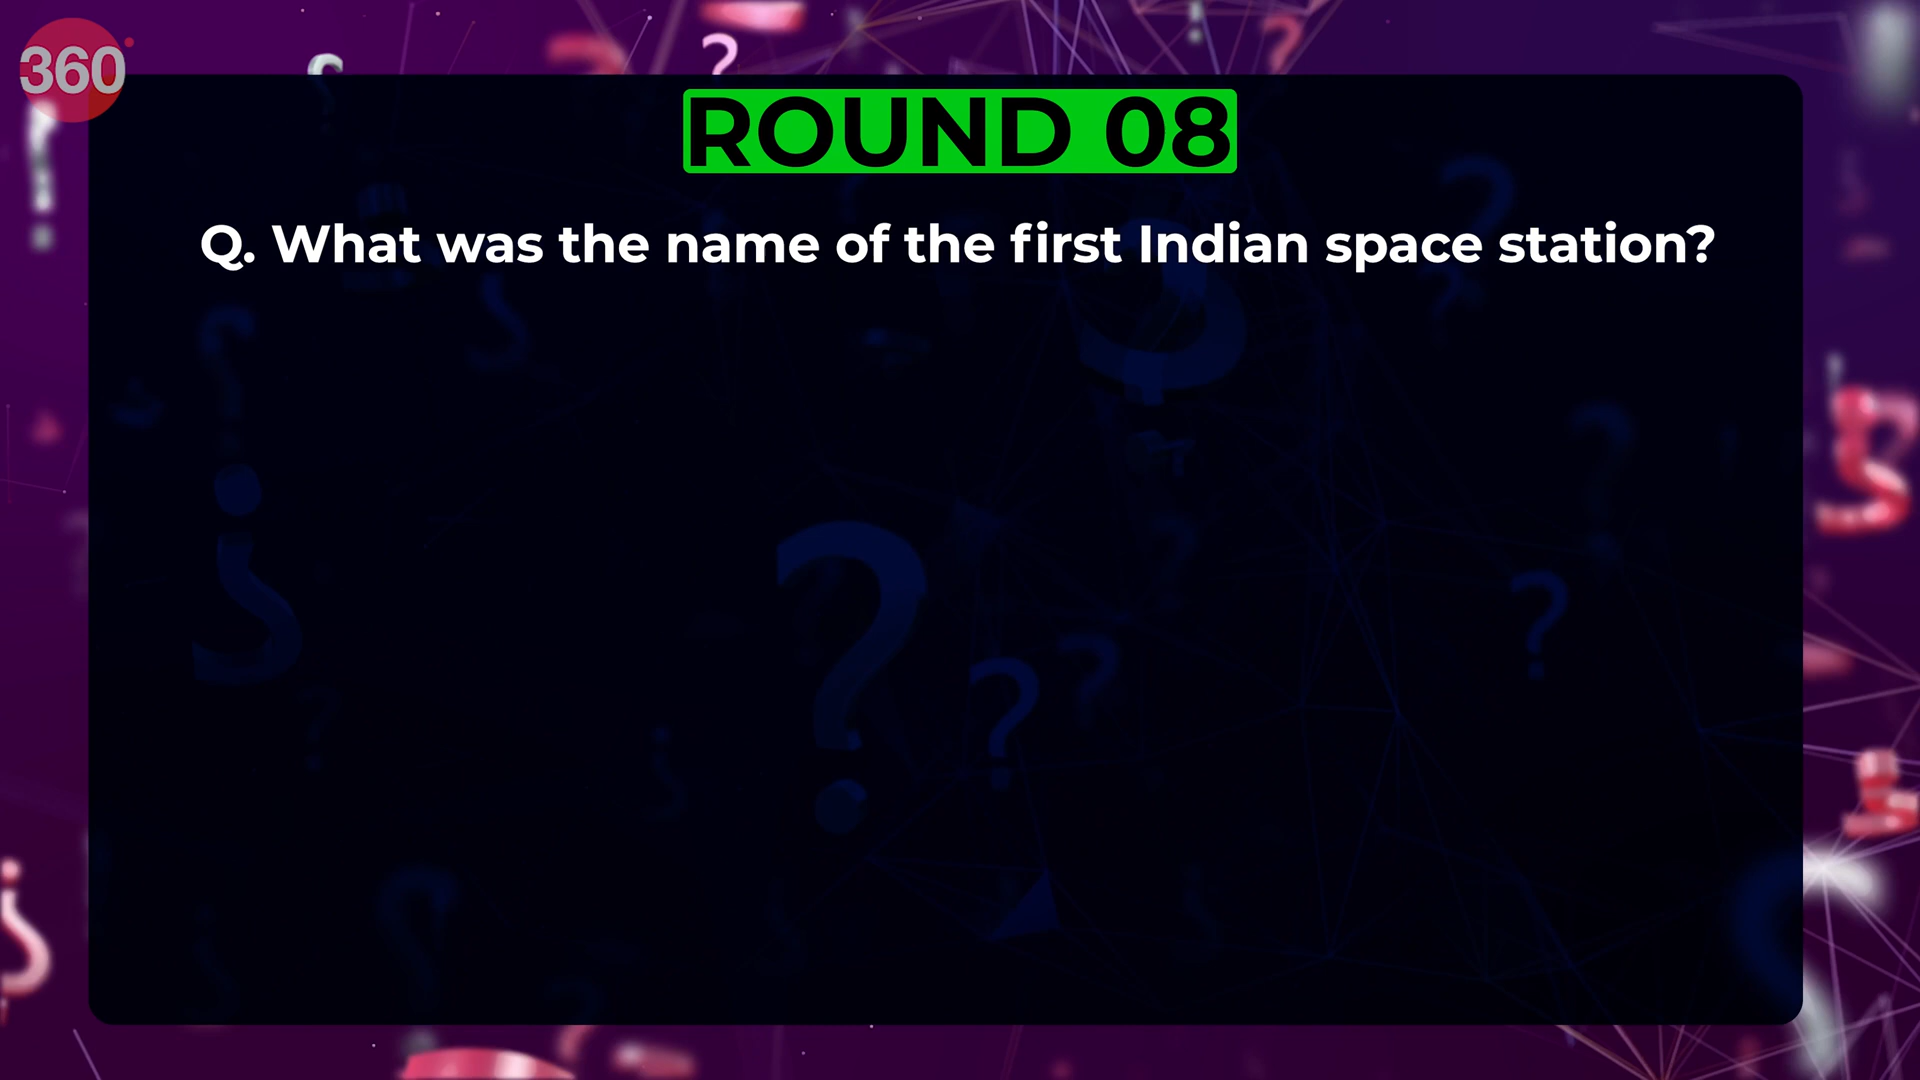 360
ROUND 08
Q. What was the name of the first Indian space station?